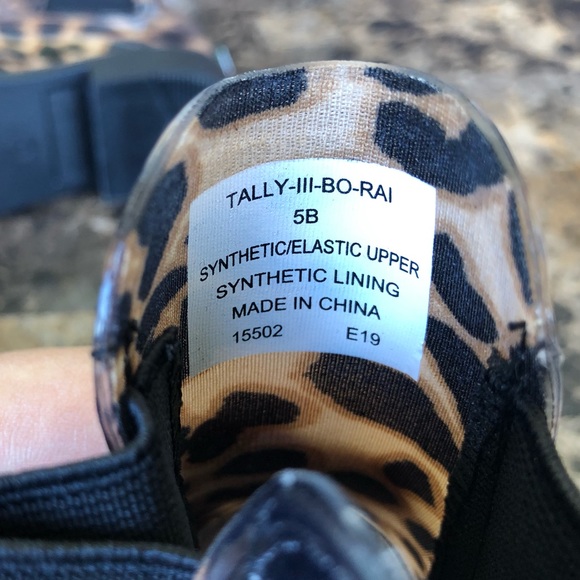 TALLY-III-BO-RAI
5B
SYNTHETIC/ELASTIC UPPER
SYNTHETIC LINING
MADE IN CHINA
15502 E19